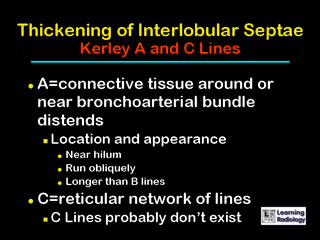 Thickening of Interlobular Septae
Kerley A and C Lines
A=connective tissue around or
near bronchoarterial bundle
distends
Location and appearance
Near hilum
Run obliquely
Longer than B lines
C=reticular network of lines
C Lines probably don't exist
Learning
Radiology